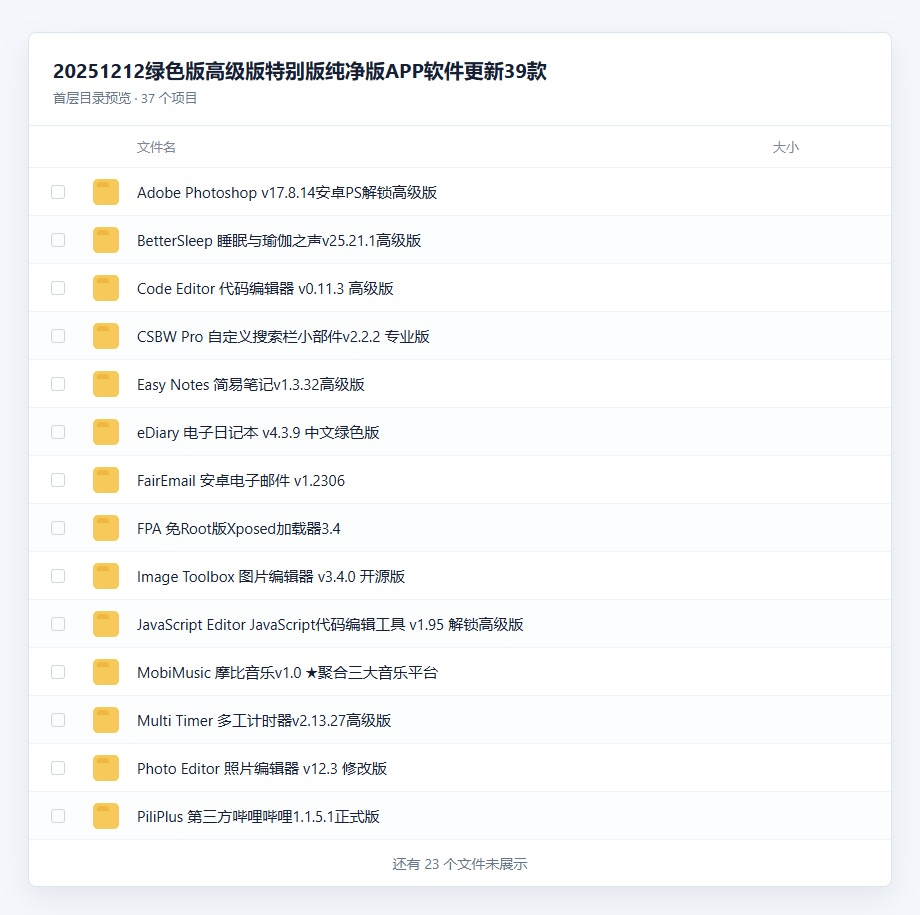 20251212绿色版高级版特别版纯净版APP软件更新39款
首层目录预览 · 37 个项目
文件名 大小
Adobe Photoshop v17.8.14安卓PS解锁高级版
BetterSleep 睡眠与瑜伽之声v25.21.1高级版
Code Editor 代码编辑器 v0.11.3 高级版
CSBW Pro 自定义搜索栏小部件v2.2.2 专业版
Easy Notes 简易笔记v1.3.32高级版
eDiary 电子日记本 v4.3.9 中文绿色版
FairEmail 安卓电子邮件 v1.2306
FPA 免Root版Xposed加载器3.4
Image Toolbox 图片编辑器 v3.4.0 开源版
JavaScript Editor JavaScript代码编辑工具 v1.95 解锁高级版
MobiMusic 摩比音乐v1.0 ★聚合三大音乐平台
Multi Timer 多工计时器v2.13.27高级版
Photo Editor 照片编辑器 v12.3 修改版
PiliPlus 第三方哔哩哔哩1.1.5.1正式版
还有 23 个文件未展示